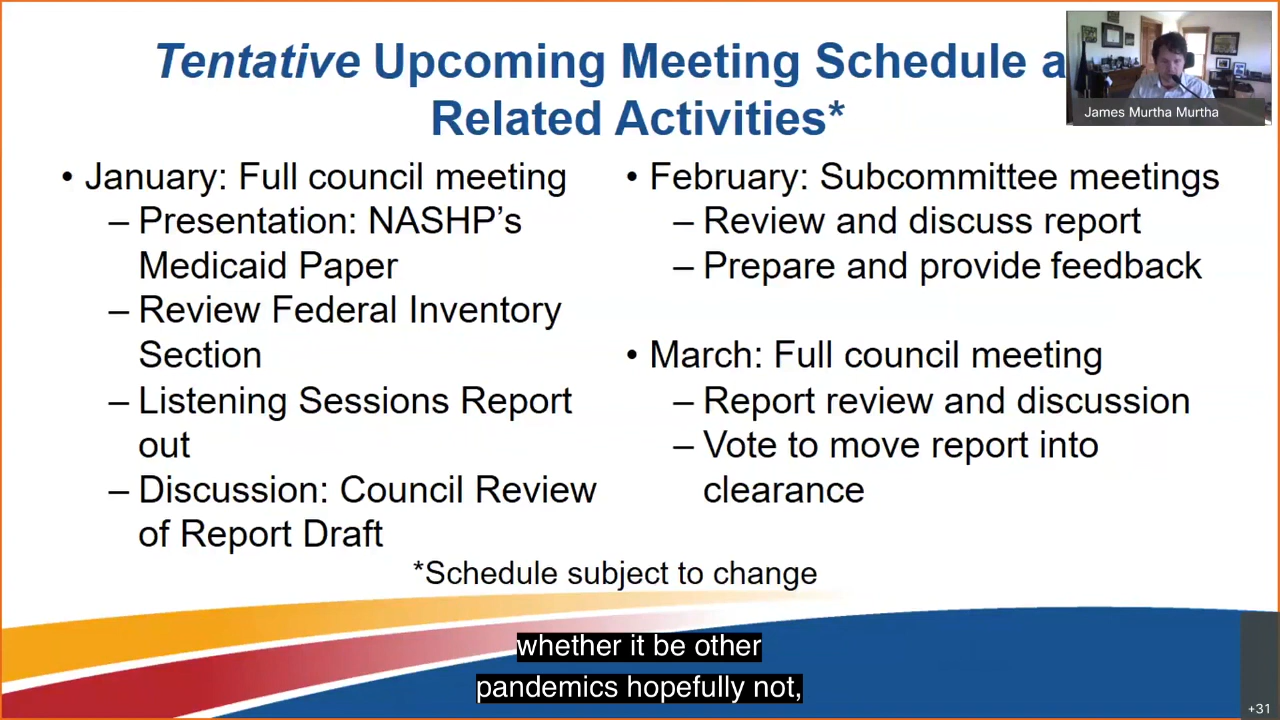 Tentative Upcoming Meeting Schedule a
Related Activities*
James Murtha Murtha
• January: Full council meeting
– Presentation: NASHP's
Medicaid Paper
– Review Federal Inventory
Section
– Listening Sessions Report
out
– Discussion: Council Review
of Report Draft
• February: Subcommittee meetings
– Review and discuss report
– Prepare and provide feedback
• March: Full council meeting
– Report review and discussion
– Vote to move report into
clearance
*Schedule subject to change
whether it be other
pandemics hopefully not,
+31